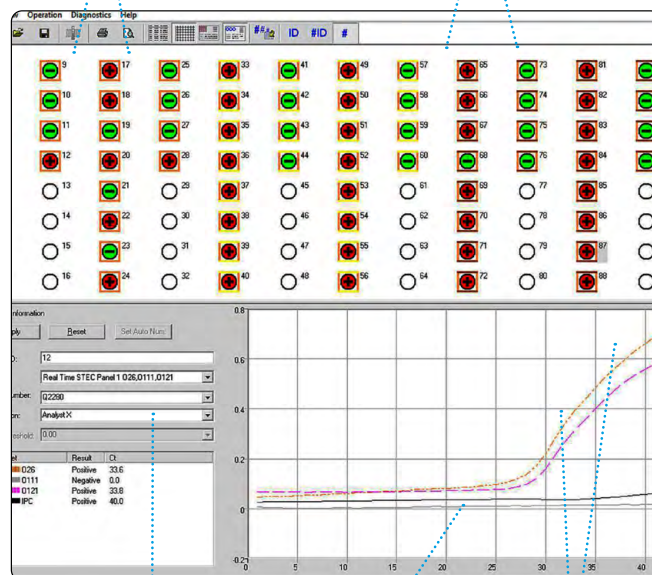 Operation Diagnostics Help
ID #ID #
9 17 25 33 41 49 57 65 73 81
10 18 26 34 42 50 58 66 74 82
11 19 27 35 43 51 59 67 75 83
12 20 28 36 44 52 60 68 76 84
13 21 29 37 45 53 61 69 77 85
14 22 30 38 46 54 62 70 78 86
15 23 31 39 47 55 63 71 79 87
16 24 32 40 48 56 64 72 80 88
Reset Set Auto Num
12
Real Time STEC Panel 1 O26,O111,O121
Q2280
Analyst X
0.00
Result Ct
O26 Positive 33.6
O111 Negative 0.0
O121 Positive 33.8
IPC Positive 40.0
0.8
0.6
0.4
0.2
0
-0.2
0 5 10 15 20 25 30 35 40